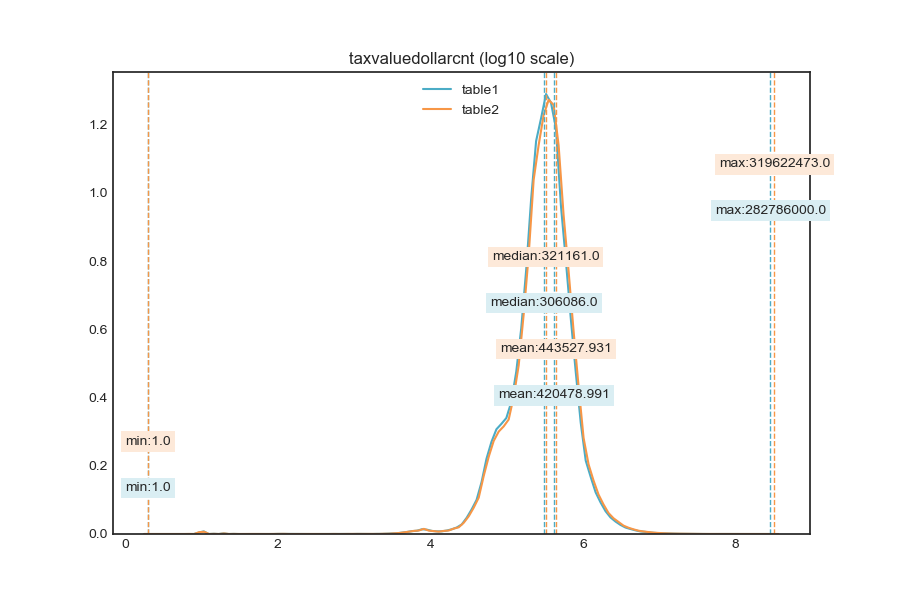 taxvaluedollarcnt (log10 scale)
table1
table2
1.2
1.0
0.8
0.6
0.4
0.2
0.0
max:319622473.0
max:282786000.0
median:321161.0
median:306086.0
mean:443527.931
mean:420478.991
min:1.0
min:1.0
0 2 4 6 8